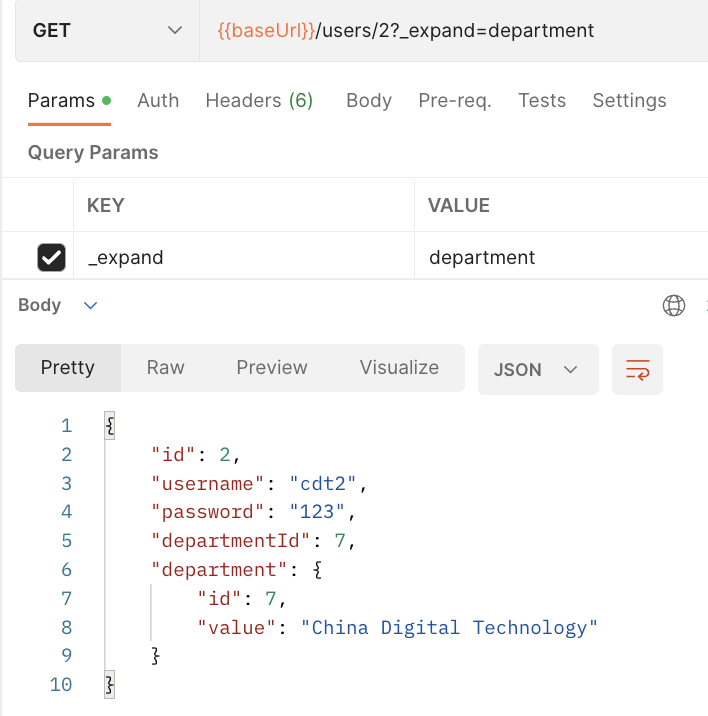 GET {{baseUrl}}/users/2?_expand=department
Params Auth Headers (6) Body Pre-req. Tests Settings
Query Params
KEY VALUE
_expand department
Body
Pretty Raw Preview Visualize JSON
1 {
2 "id": 2,
3 "username": "cdt2",
4 "password": "123",
5 "departmentId": 7,
6 "department": {
7 "id": 7,
8 "value": "China Digital Technology"
9 }
10 }